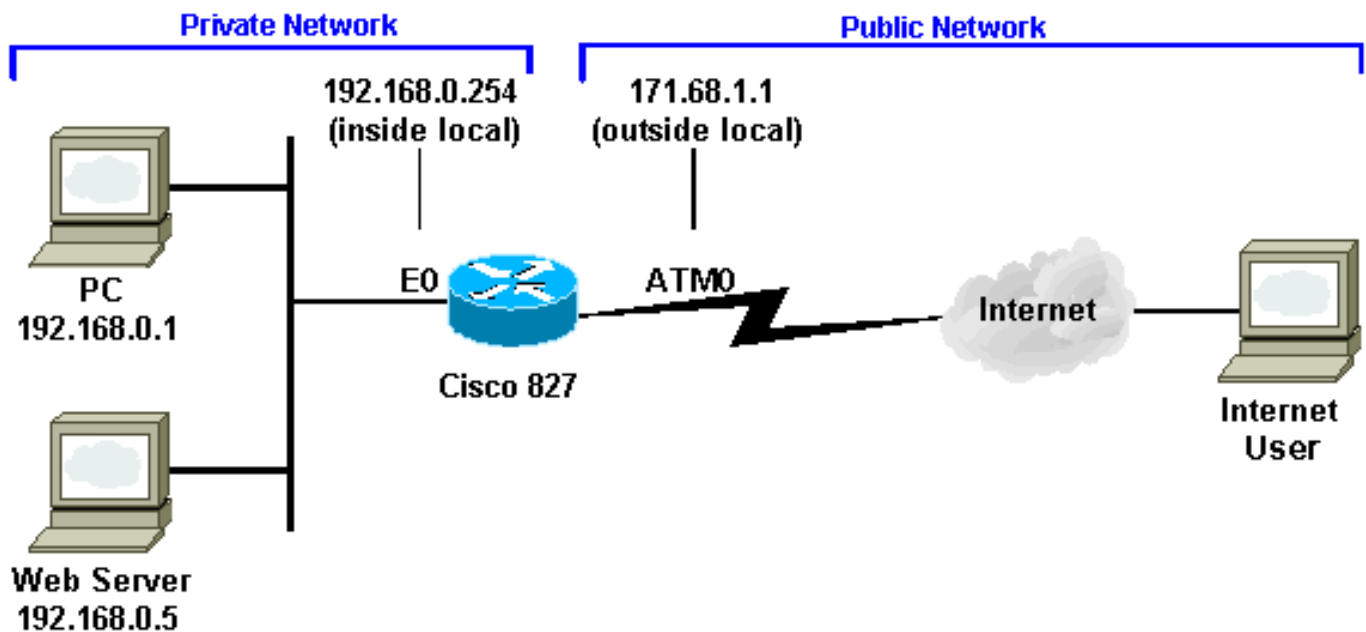 Private Network
Public Network
192.168.0.254
(inside local)
171.68.1.1
(outside local)
PC
192.168.0.1
E0
ATM0
Cisco 827
Internet
Internet
User
Web Server
192.168.0.5